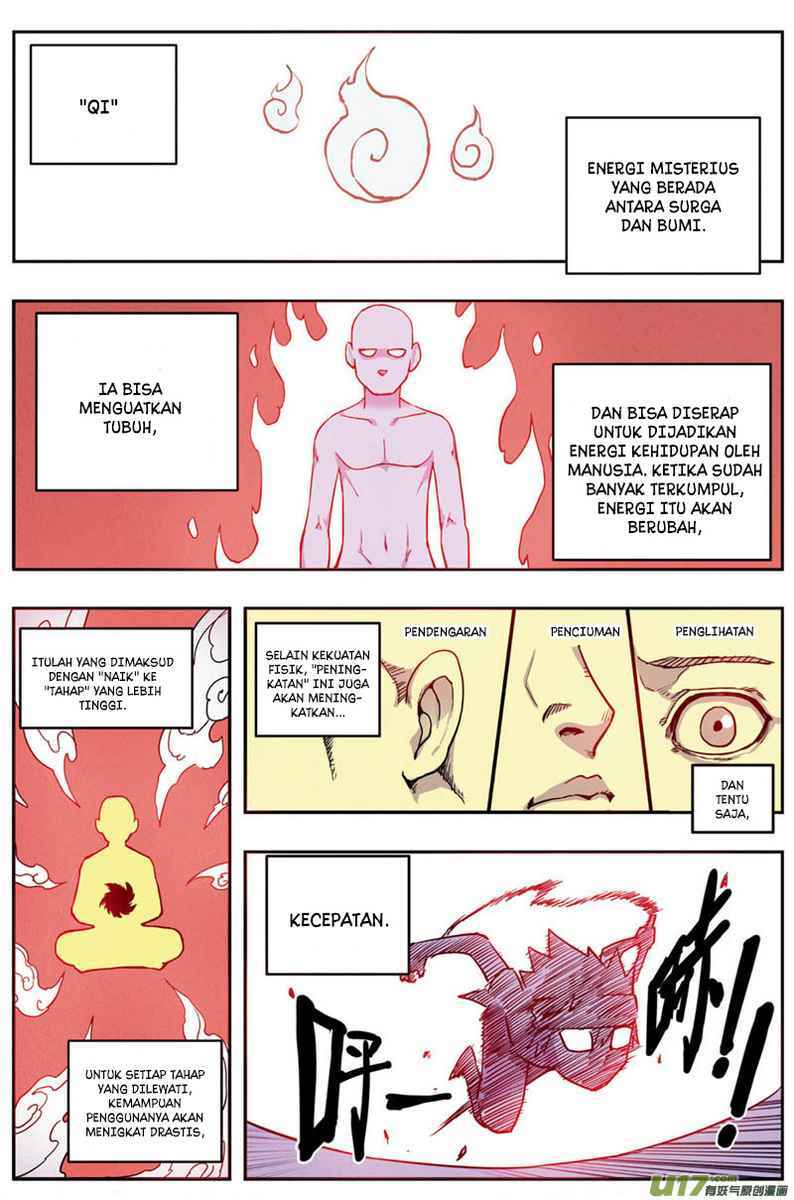 "QI"
ENERGI MISTERIUS
YANG BERADA
ANTARA SURGA
DAN BUMI.
IA BISA
MENGUATKAN
TUBUH,
DAN BISA DISERAP
UNTUK DIJADIKAN
ENERGI KEHIDUPAN OLEH
MANUSIA. KETIKA SUDAH
BANYAK TERKUMPUL,
ENERGI ITU AKAN
BERUBAH,
ITULAH YANG DIMAKSUD
DENGAN "NAIK" KE
"TAHAP" YANG LEBIH
TINGGI.
UNTUK SETIAP TAHAP
YANG DILEWATI,
KEMAMPUAN
PENGGUNANYA AKAN
MENIGKAT DRASTIS,
SELAIN KEKUATAN
FISIK, "PENING-
KATAN" INI JUGA
AKAN MENING-
KATKAN...
PENDENGARAN
PENCIUMAN
PENGLIHATAN
DAN
TENTU
SAJA,
KECEPATAN.
呼一
哧!!
U17.COM
有妖气原创漫画